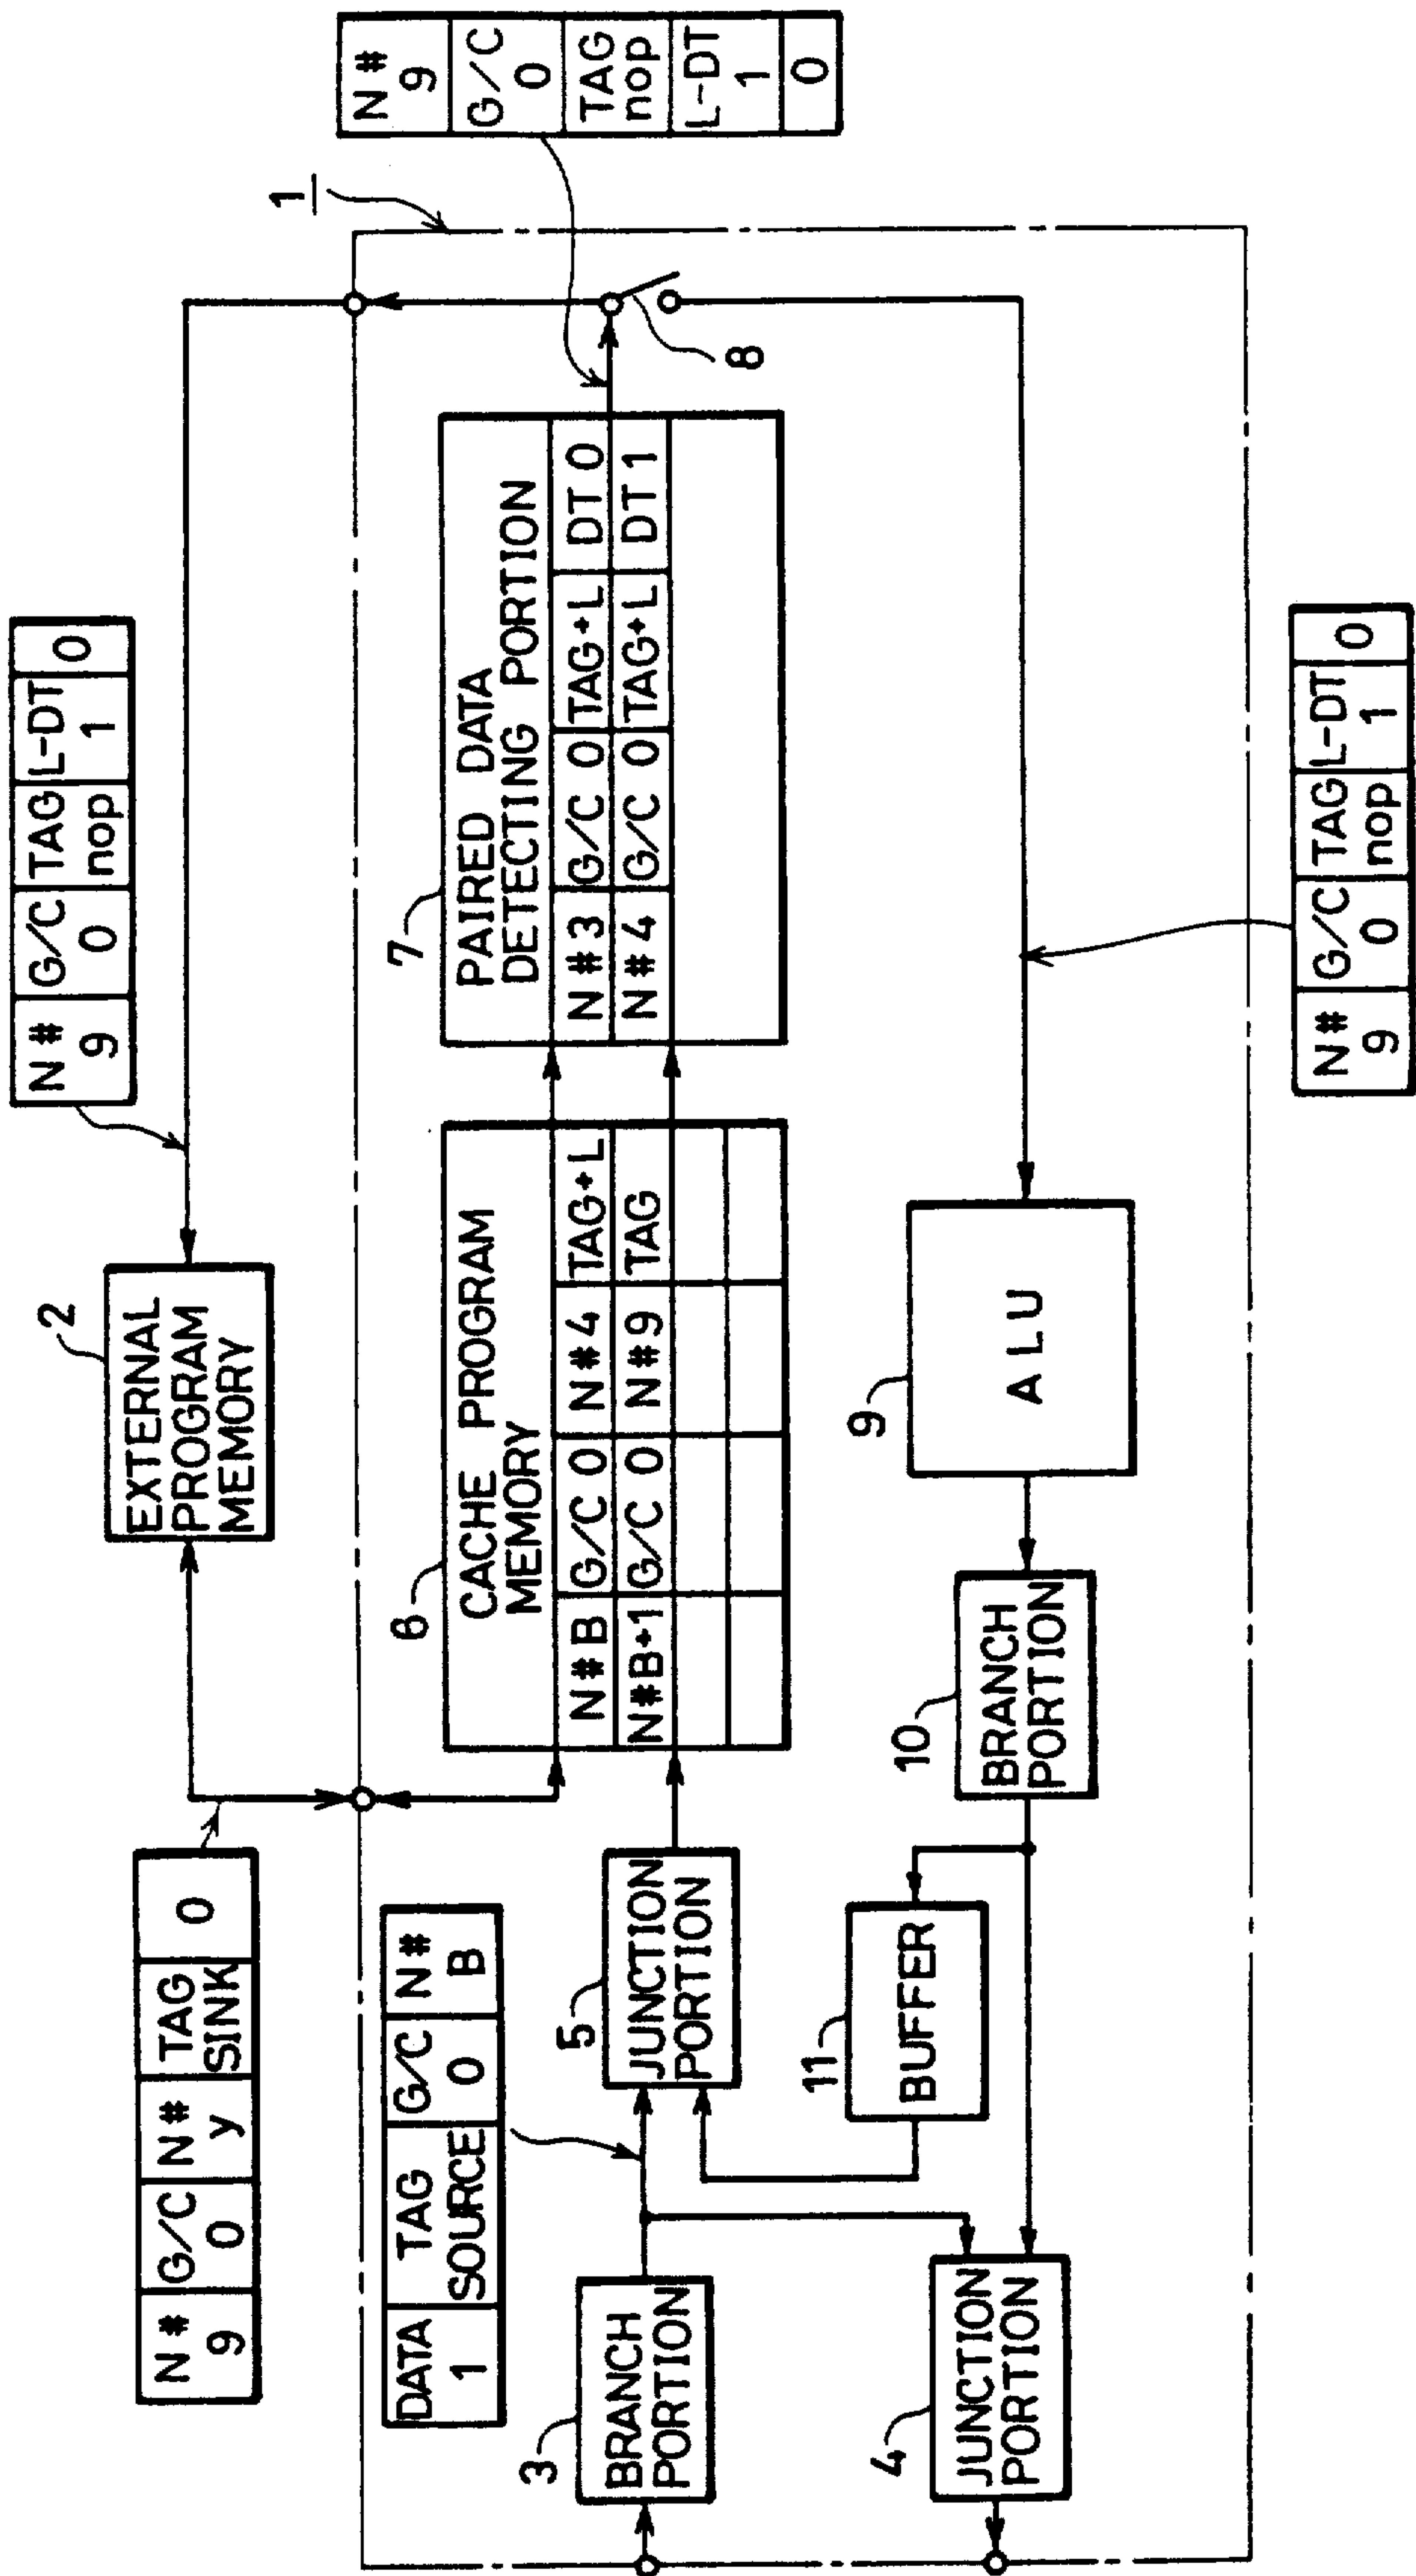 N# G/C N# TAG
9 0 y SINK 0
2
EXTERNAL
PROGRAM
MEMORY
N# G/C TAG L-DT
9 0 nop 1 0
1
N#
9
G/C
0
TAG
nop
L-DT
1
0
DATA TAG G/C N#
1 SOURCE 0 B
3
BRANCH
PORTION
5
JUNCTION
PORTION
6
CACHE PROGRAM
MEMORY
N#B G/C 0 N#4 TAG+L
N#B+1 G/C 0 N#9 TAG
7
PAIRED DATA
DETECTING PORTION
N#3 G/C 0 TAG+L DT 0
N#4 G/C 0 TAG+L DT 1
8
4
JUNCTION
PORTION
11
BUFFER
10
BRANCH
PORTION
9
ALU
N# G/C TAG L-DT
9 0 nop 1 0